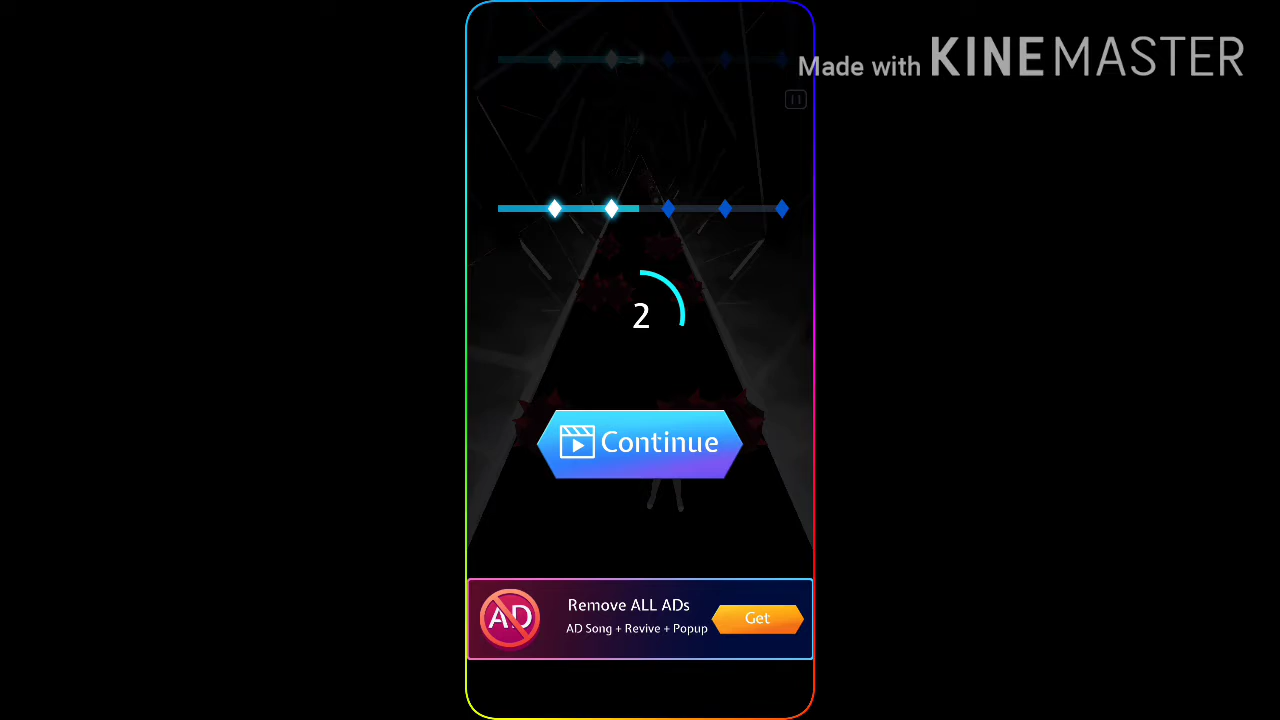 Made with KINEMASTER
2
Continue
AD
Remove ALL ADs
AD Song + Revive + Popup
Get